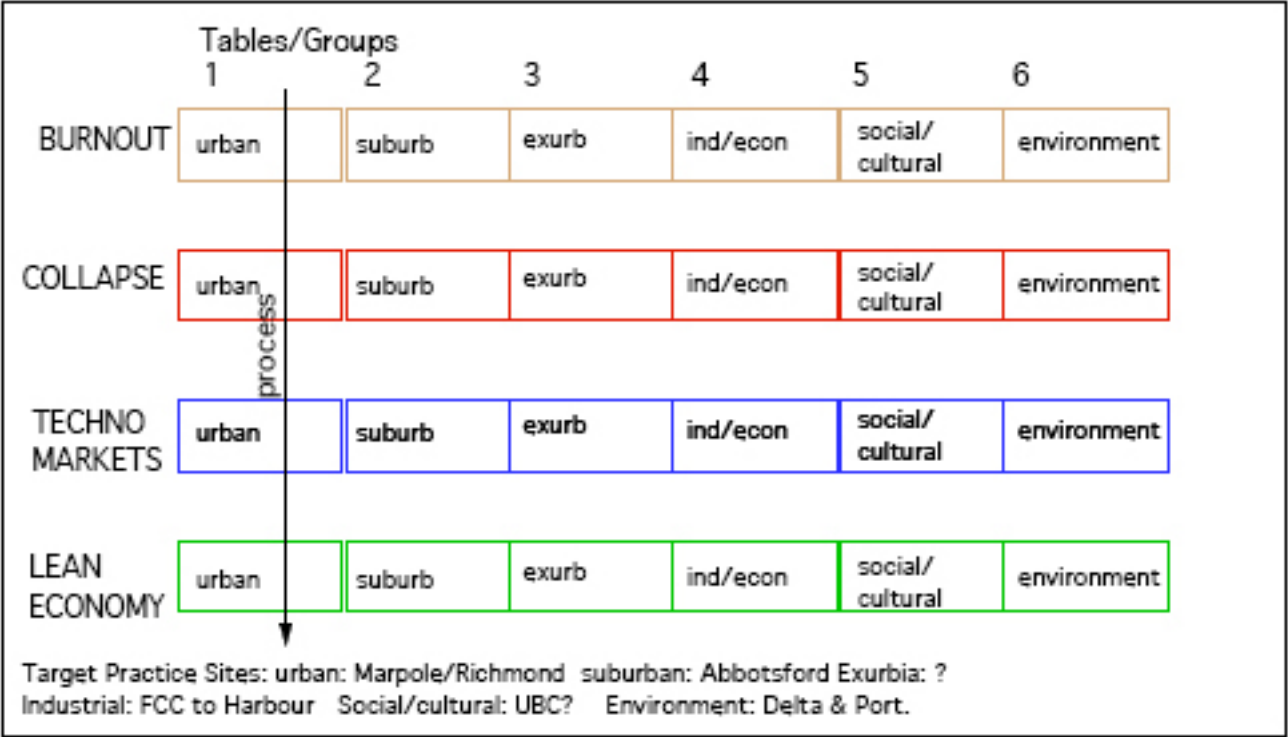 Tables/Groups
1 2 3 4 5 6
BURNOUT urban suburb exurb ind/econ social/
cultural environment
COLLAPSE urban suburb exurb ind/econ social/
cultural environment
process
TECHNO
MARKETS urban suburb exurb ind/econ social/
cultural environment
LEAN
ECONOMY urban suburb exurb ind/econ social/
cultural environment
Target Practice Sites: urban: Marpole/Richmond suburban: Abbotsford Exurbia: ?
Industrial: FCC to Harbour Social/cultural: UBC? Environment: Delta & Port.